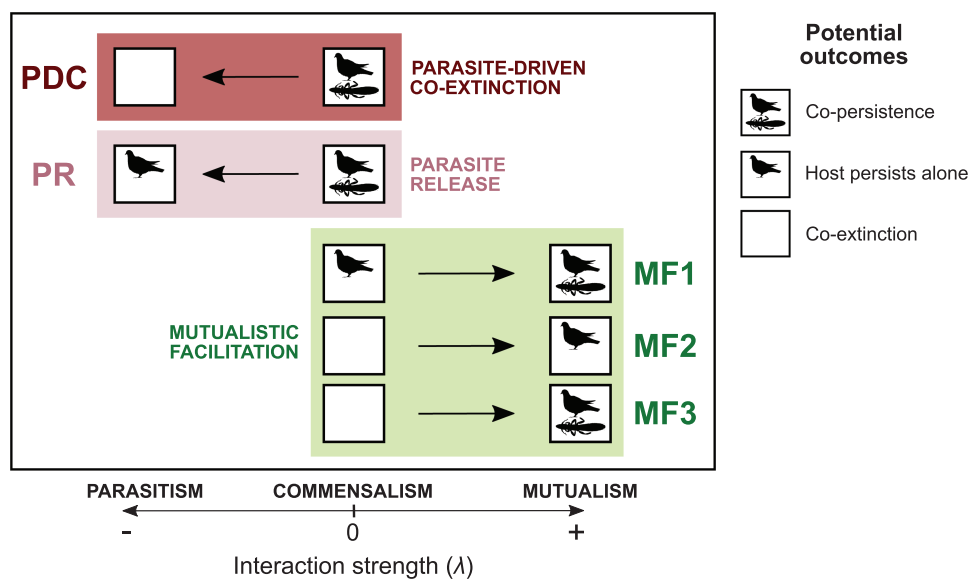 Potential
outcomes
PDC
PARASITE-DRIVEN
CO-EXTINCTION
Co-persistence
PR
PARASITE
RELEASE
Host persists alone
Co-extinction
MF1
MUTUALISTIC
FACILITATION
MF2
MF3
PARASITISM
COMMENSALISM
MUTUALISM
-
0
+
Interaction strength (λ)